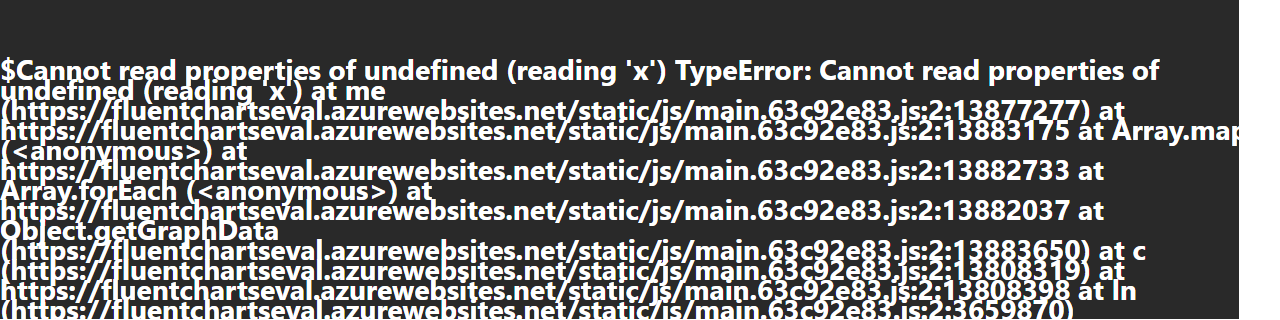 $Cannot read properties of undefined (reading 'x') TypeError: Cannot read properties of
undefined (reading 'x') at me
(https://fluentchartseval.azurewebsites.net/static/js/main.63c92e83.js:2:13877277) at
https://fluentchartseval.azurewebsites.net/static/js/main.63c92e83.js:2:13883175 at Array.map
(<anonymous>) at
https://fluentchartseval.azurewebsites.net/static/js/main.63c92e83.js:2:13882733 at
Array.forEach (<anonymous>) at
https://fluentchartseval.azurewebsites.net/static/js/main.63c92e83.js:2:13882037 at
Object.getGraphData
(https://fluentchartseval.azurewebsites.net/static/js/main.63c92e83.js:2:13883650) at c
(https://fluentchartseval.azurewebsites.net/static/js/main.63c92e83.js:2:13808319) at
https://fluentchartseval.azurewebsites.net/static/js/main.63c92e83.js:2:13808398 at ln
(https://fluentchartseval.azurewebsites.net/static/js/main.63c92e83.js:2:3659870)